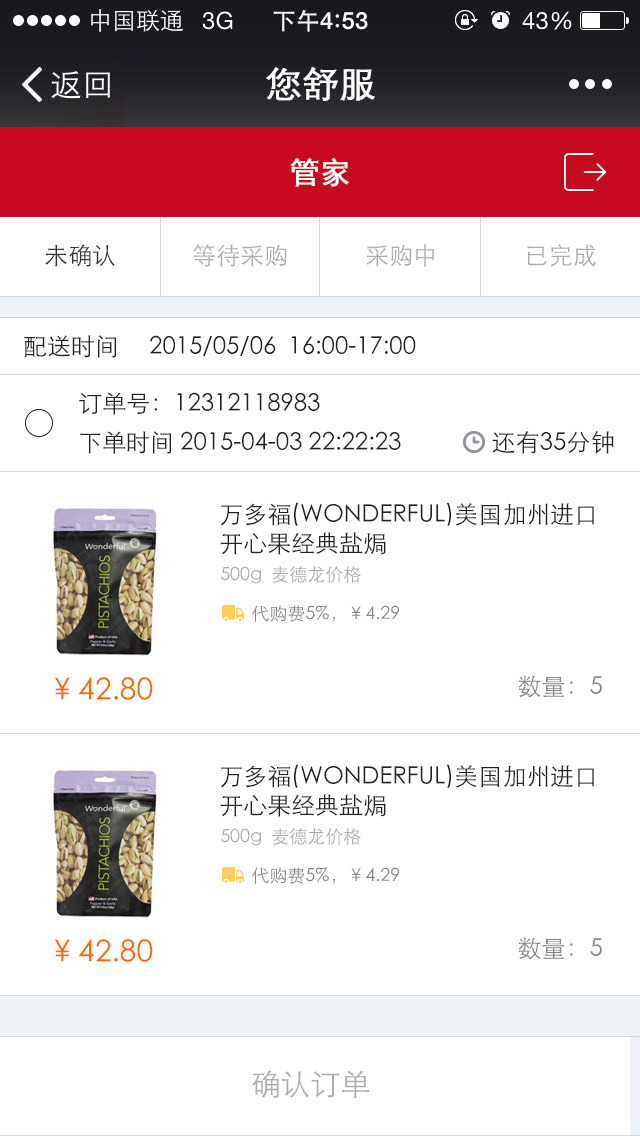 中国联通 3G 下午4:53 43%
返回 您舒服
管家
未确认 等待采购 采购中 已完成
配送时间 2015/05/06 16:00-17:00
订单号：12312118983
下单时间 2015-04-03 22:22:23 还有35分钟
万多福(WONDERFUL)美国加州进口
开心果经典盐焗
500g 麦德龙价格
代购费5%，￥4.29
Wonderful
PISTACHIOS
￥42.80 数量：5
万多福(WONDERFUL)美国加州进口
开心果经典盐焗
500g 麦德龙价格
代购费5%，￥4.29
Wonderful
PISTACHIOS
￥42.80 数量：5
确认订单